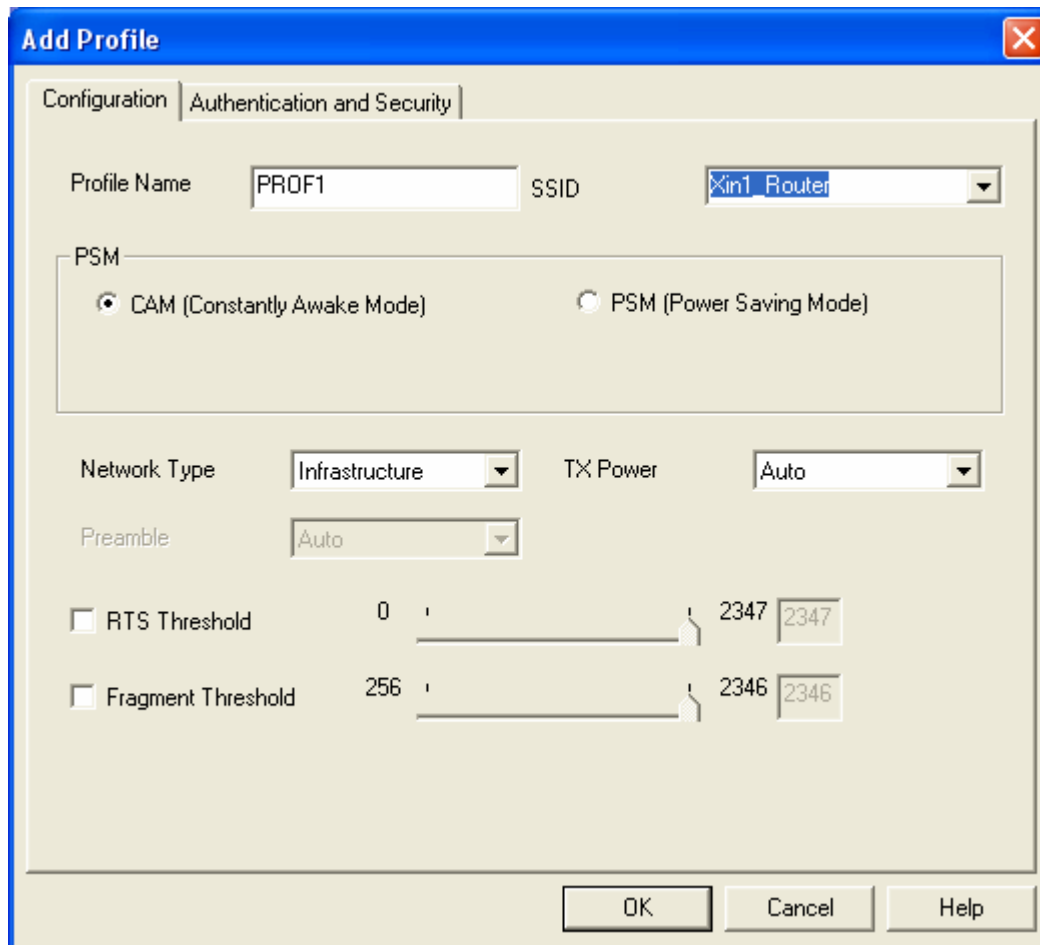 Add Profile
Configuration Authentication and Security
Profile Name PROF1 SSID Xin1_Router
PSM
CAM (Constantly Awake Mode) PSM (Power Saving Mode)
Network Type Infrastructure TX Power Auto
Preamble Auto
RTS Threshold 0 2347 2347
Fragment Threshold 256 2346 2346
OK Cancel Help